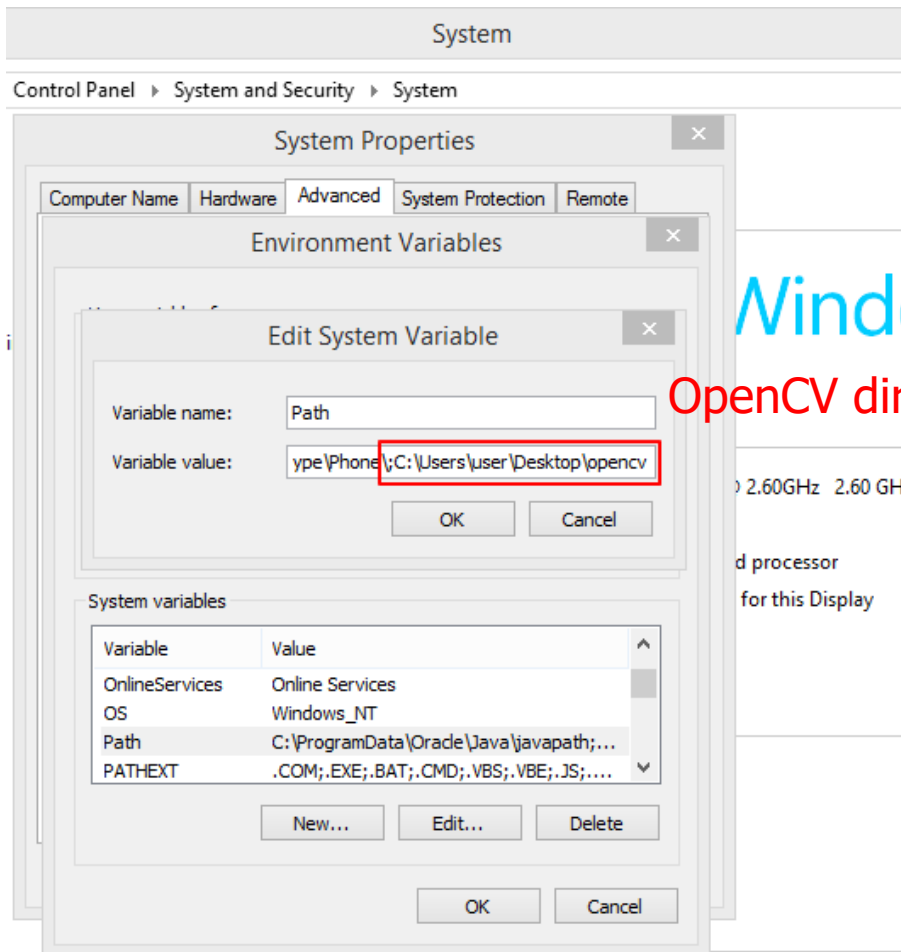 System
Control Panel ▸ System and Security ▸ System
System Properties
Computer Name Hardware Advanced System Protection Remote
Environment Variables
Wind
Edit System Variable
OpenCV dir
Variable name: Path
Variable value: ype\Phone\;C:\Users\user\Desktop\opencv
2.60GHz 2.60 GH
OK Cancel
d processor
System variables
for this Display
Variable Value
OnlineServices Online Services
OS Windows_NT
Path C:\ProgramData\Oracle\Java\javapath;...
PATHEXT .COM;.EXE;.BAT;.CMD;.VBS;.VBE;.JS;....
New... Edit... Delete
OK Cancel